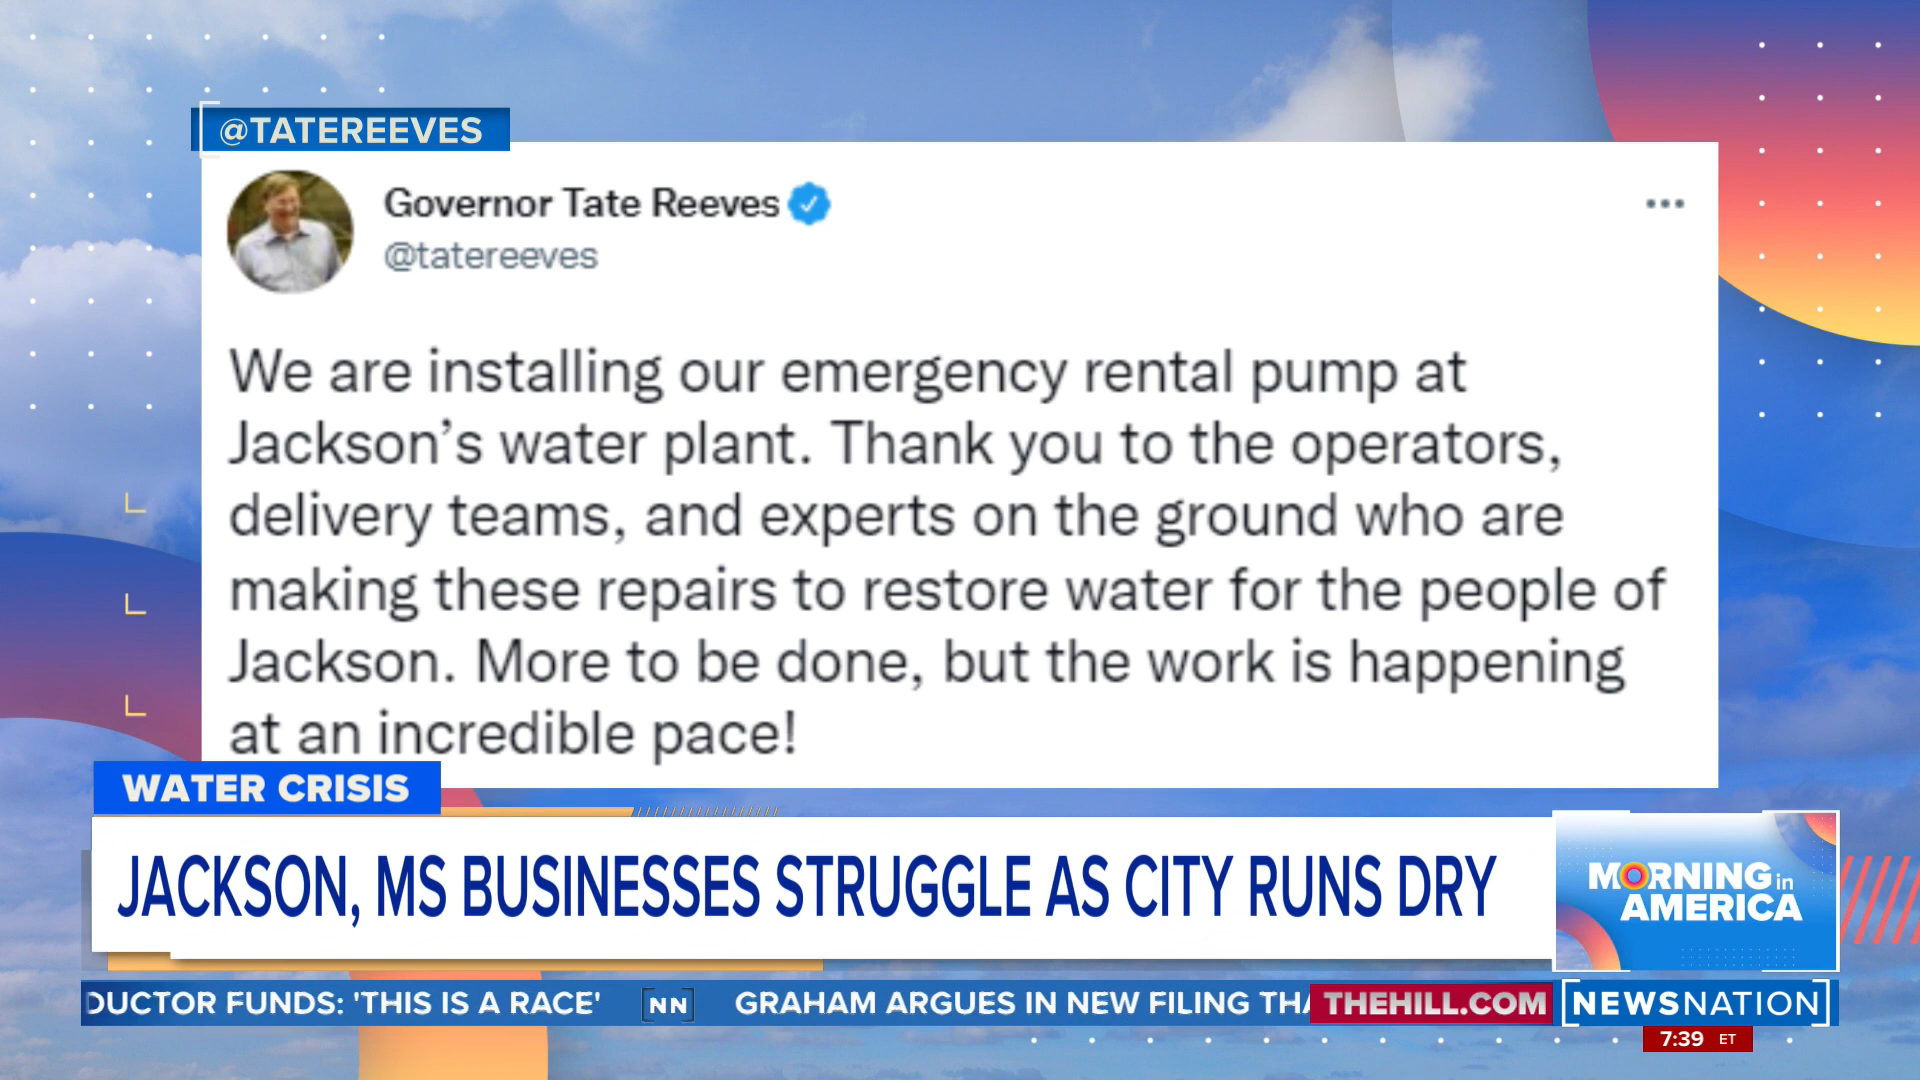 @TATEREEVES
Governor Tate Reeves
@tatereeves
We are installing our emergency rental pump at
Jackson’s water plant. Thank you to the operators,
delivery teams, and experts on the ground who are
making these repairs to restore water for the people of
Jackson. More to be done, but the work is happening
at an incredible pace!
WATER CRISIS
JACKSON, MS BUSINESSES STRUGGLE AS CITY RUNS DRY
MORNING in
AMERICA
DUCTOR FUNDS: 'THIS IS A RACE' NN GRAHAM ARGUES IN NEW FILING THA THEHILL.COM NEWSNATION
7:39 ET